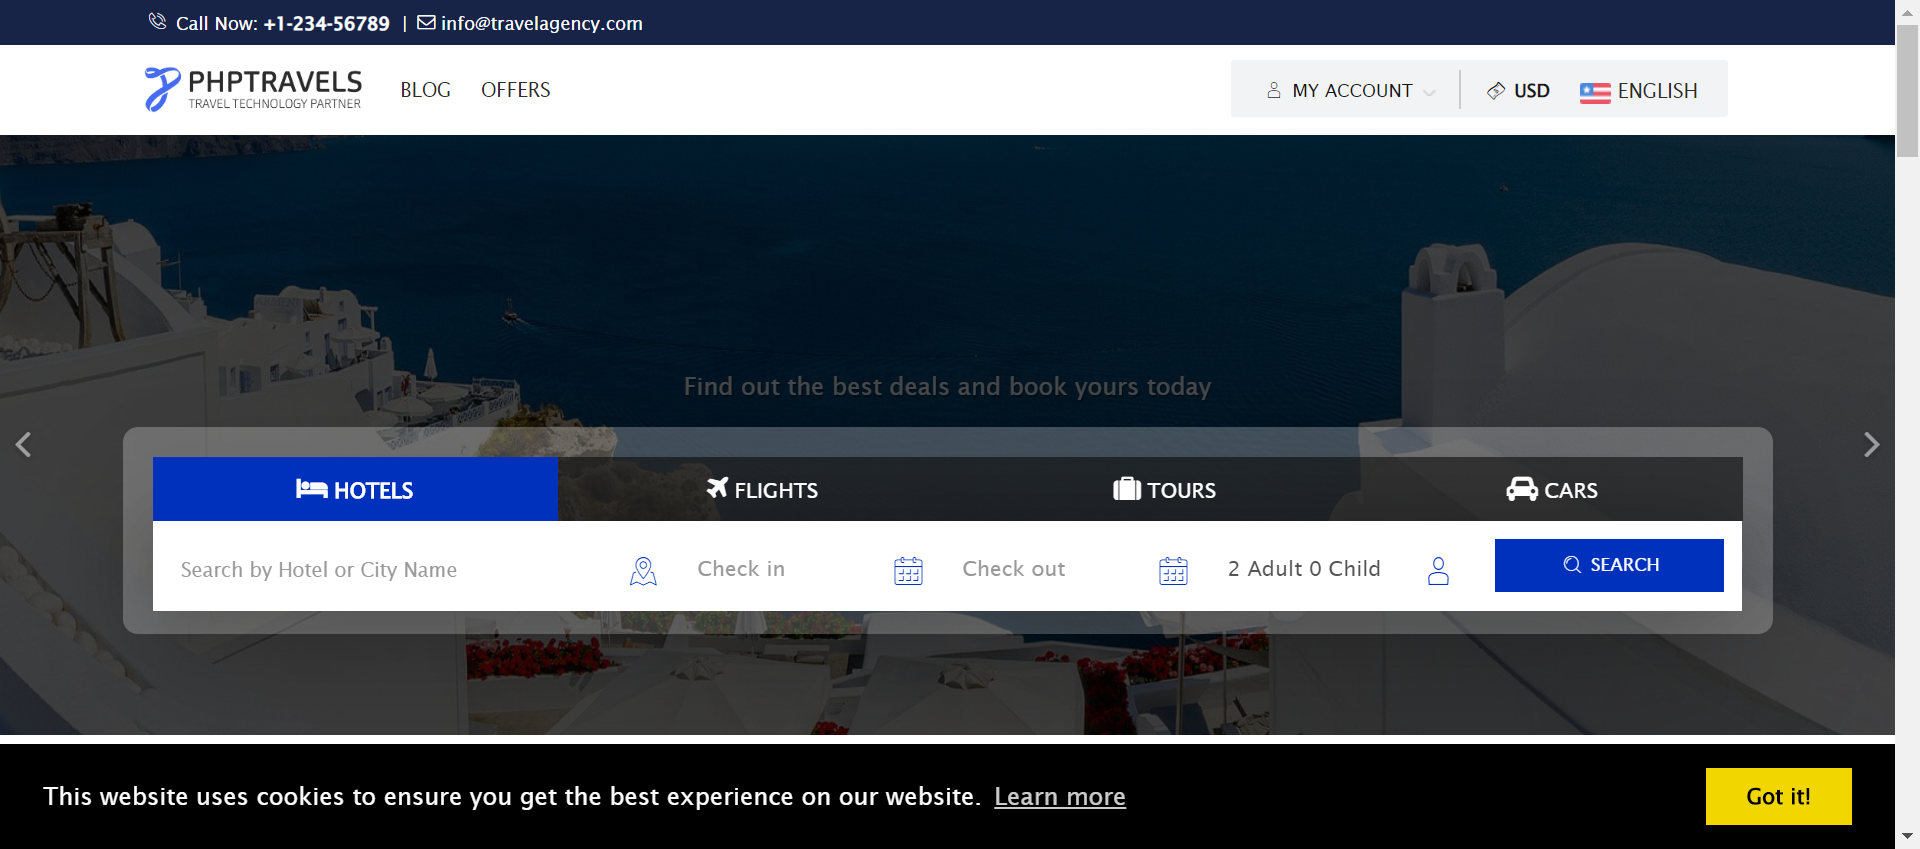 Call Now: +1-234-56789 | info@travelagency.com
PHPTRAVELS
TRAVEL TECHNOLOGY PARTNER
BLOG OFFERS
MY ACCOUNT USD ENGLISH
Find out the best deals and book yours today
HOTELS FLIGHTS TOURS CARS
Search by Hotel or City Name Check in Check out 2 Adult 0 Child SEARCH
This website uses cookies to ensure you get the best experience on our website. Learn more Got it!